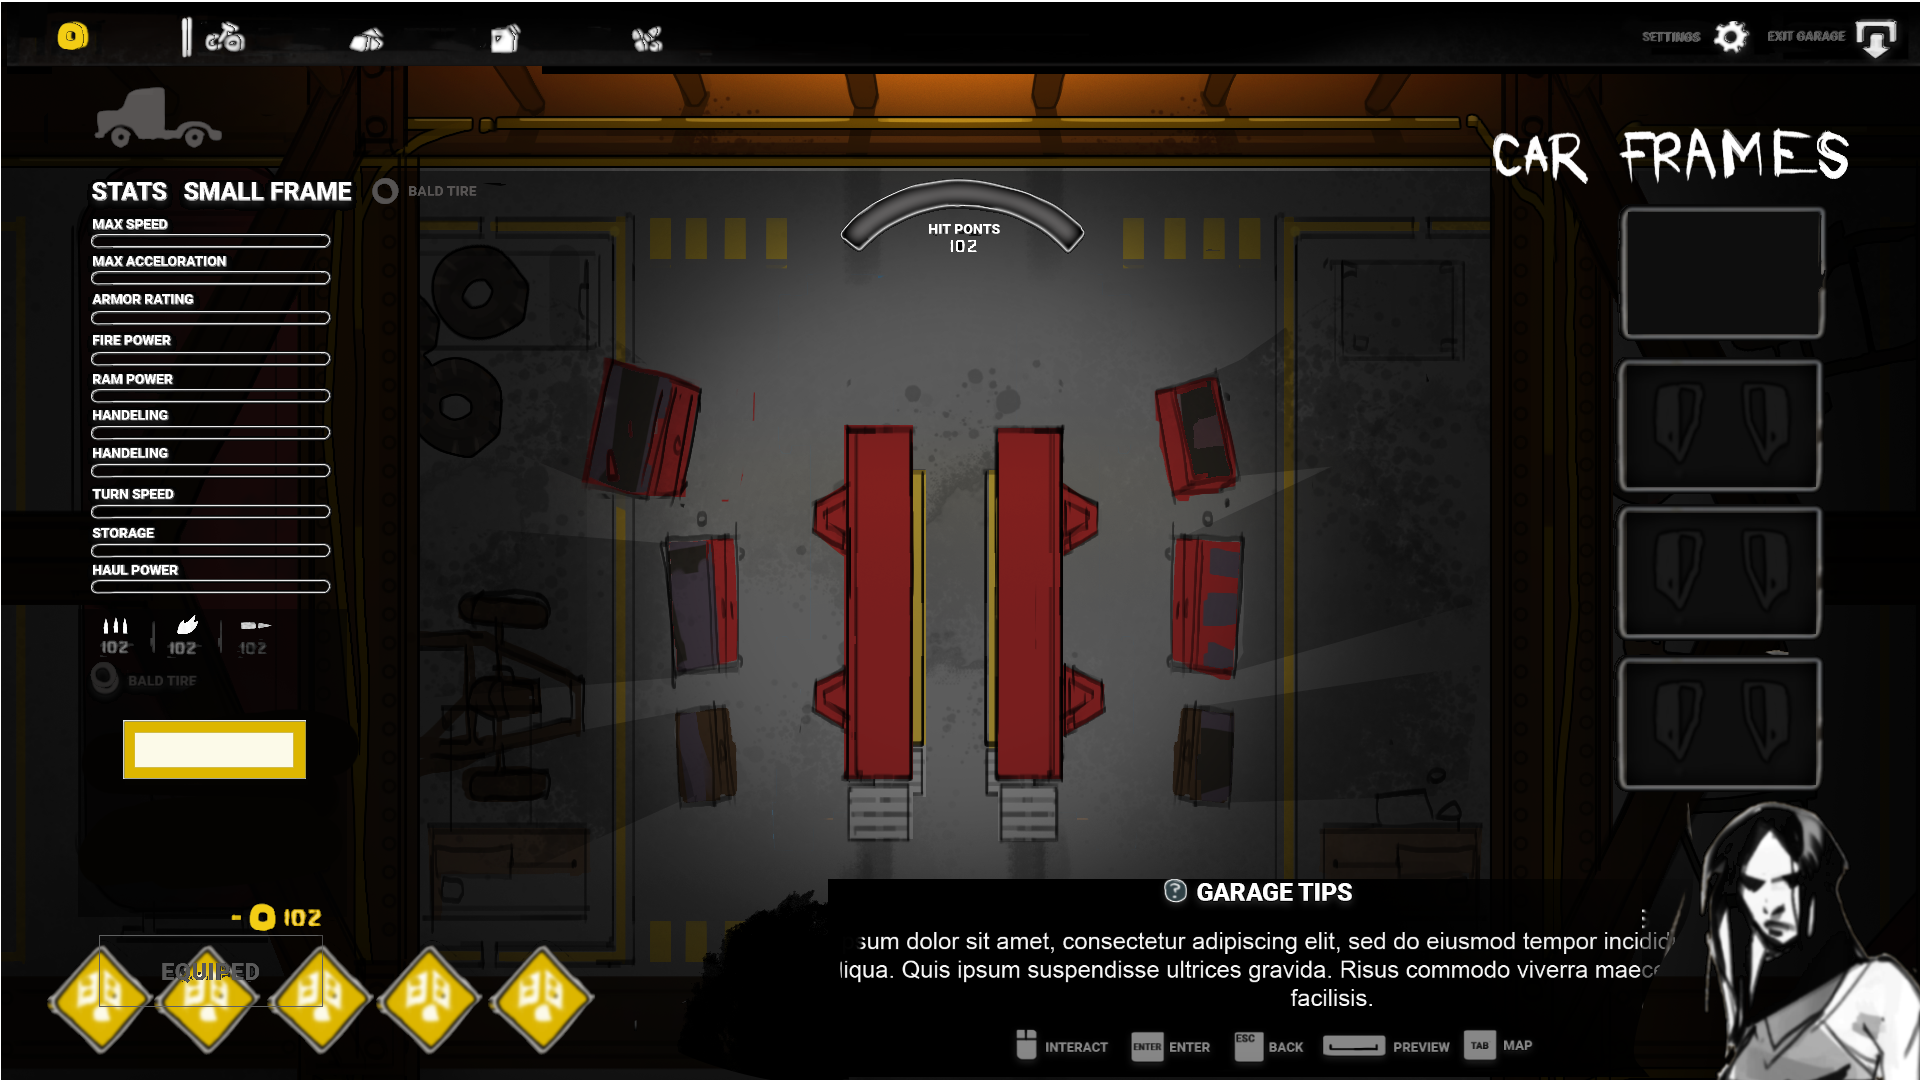 SETTINGS
EXIT GARAGE
CAR FRAMES
STATS SMALL FRAME
BALD TIRE
MAX SPEED
MAX ACCELORATION
ARMOR RATING
FIRE POWER
RAM POWER
HANDELING
HANDELING
TURN SPEED
STORAGE
HAUL POWER
102 102 102
BALD TIRE
HIT PONTS
102
- 102
EQUIPED
? GARAGE TIPS
sum dolor sit amet, consectetur adipiscing elit, sed do eiusmod tempor incidid
liqua. Quis ipsum suspendisse ultrices gravida. Risus commodo viverra maece
facilisis.
INTERACT
ENTER ENTER
ESC BACK
PREVIEW
TAB MAP